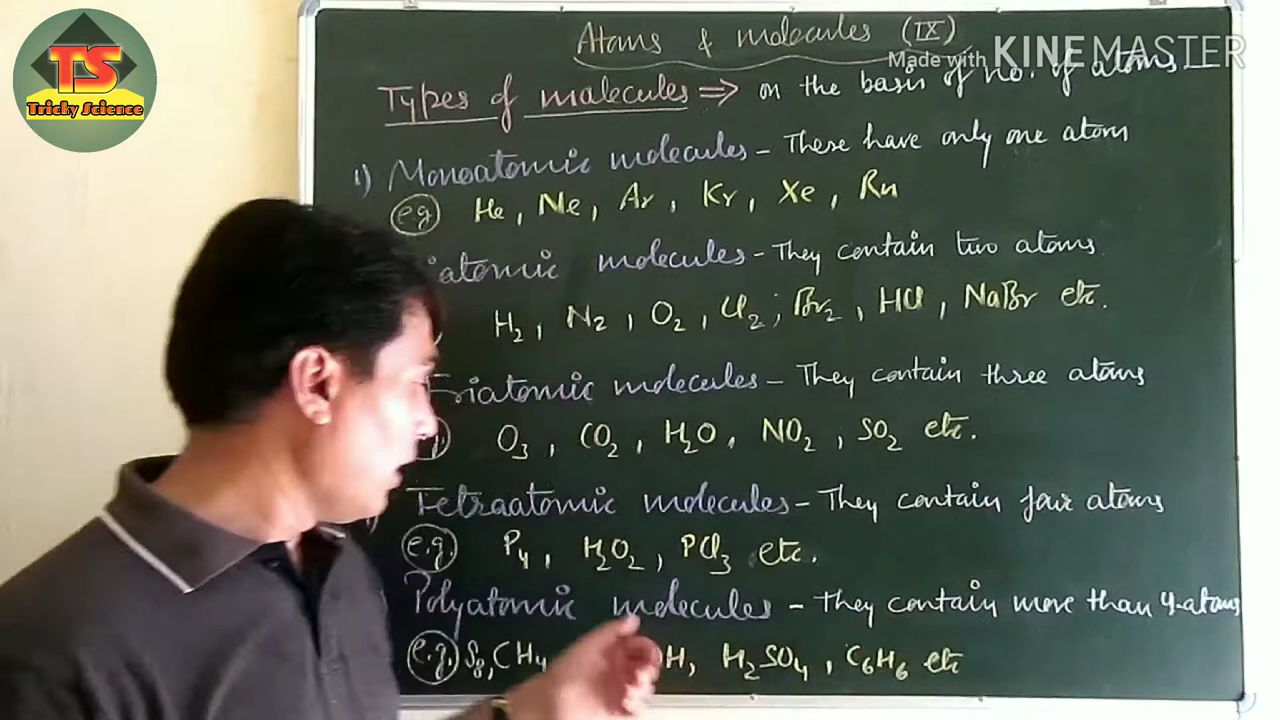 TS
Tricky Science
Made with KINEMASTER
Atoms & molecules (IX)
Types of molecules ⇒ on the basis of no. of atoms -
1) Monoatomic molecules - These have only one atom
e.g He, Ne, Ar, Kr, Xe, Rn
iatomic molecules - They contain two atoms
H₂, N₂, O₂, Cl₂; Br₂, HCl, NaBr etc.
Triatomic molecules - They contain three atoms
O₃, CO₂, H₂O, NO₂, SO₂ etc.
Tetraatomic molecules - They contain four atoms
e.g. P₄, H₂O₂, PCl₃ etc.
Polyatomic molecules - They contain more than 4-atoms
e.g. S₈, CH₄ OH, H₂SO₄, C₆H₆ etc